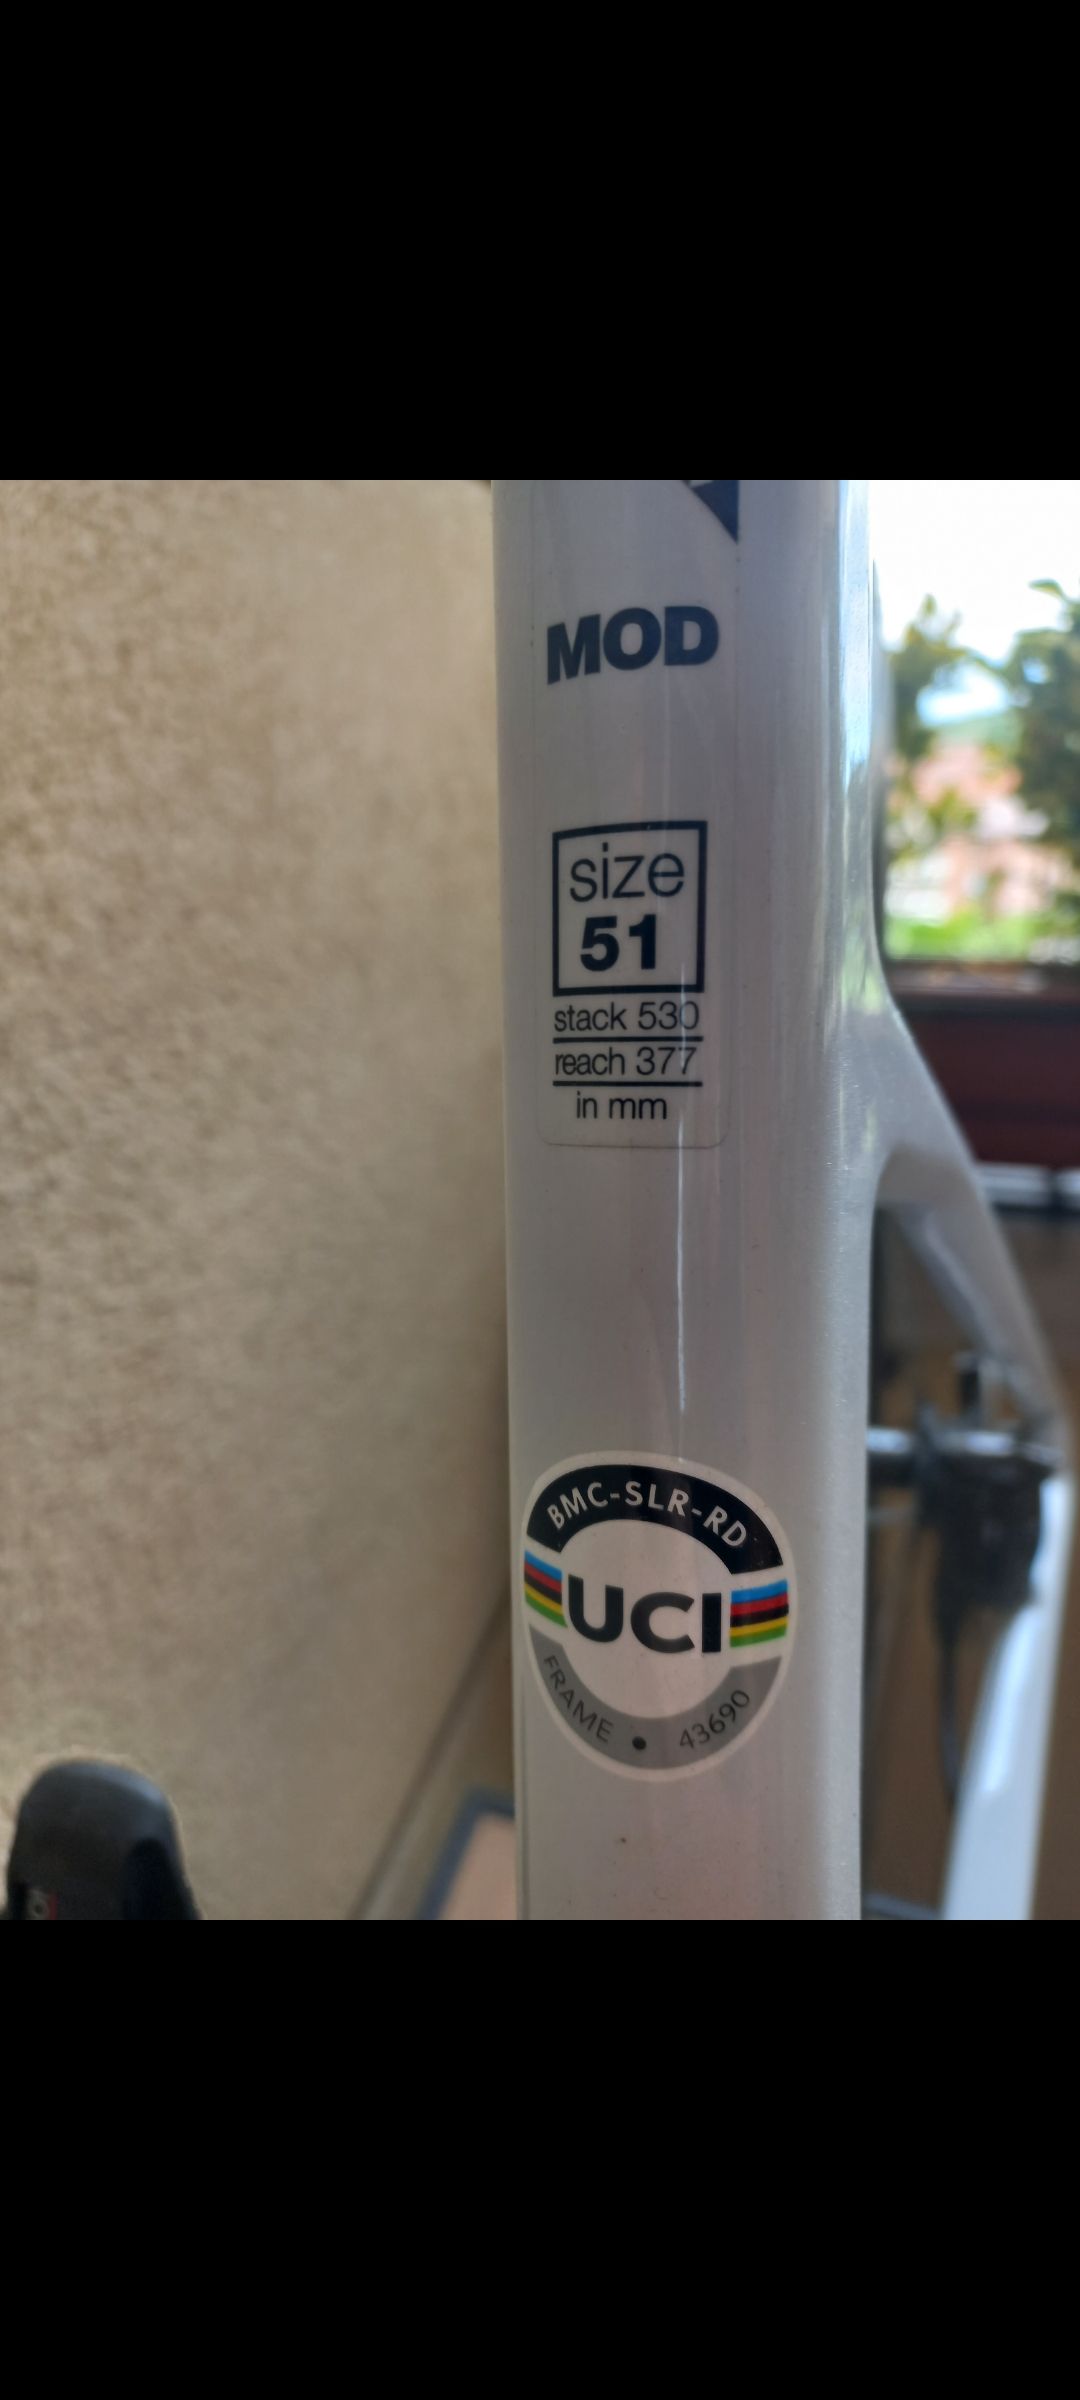 MOD
size
51
stack 530
reach 377
in mm
BMC-SLR-RD
UCI
FRAME • 43690